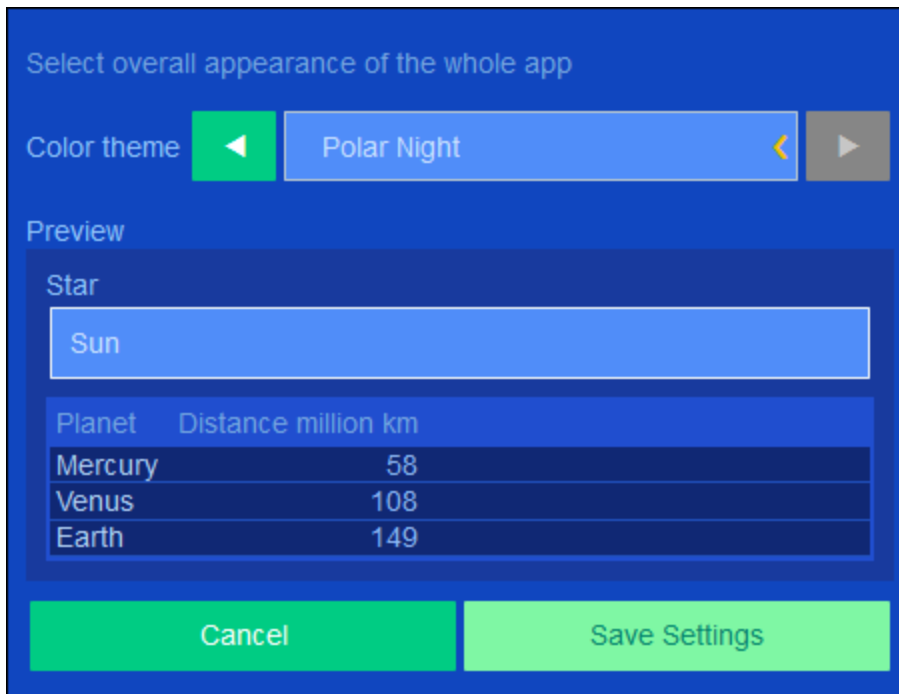 Select overall appearance of the whole app
Color theme ◀ Polar Night ❮ ▶
Preview
Star
Sun
Planet Distance million km
Mercury 58
Venus 108
Earth 149
Cancel Save Settings